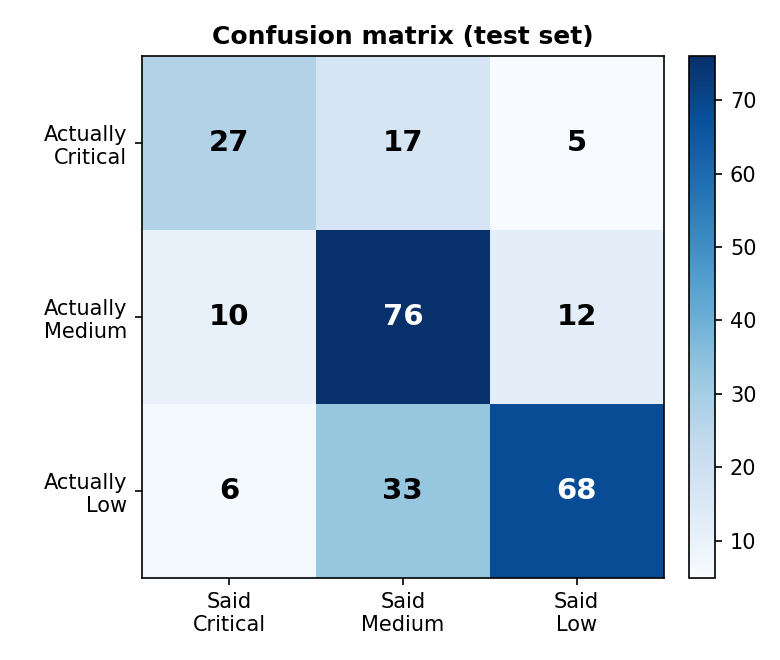 Confusion matrix (test set)
Actually
Critical
27
17
5
Actually
Medium
10
76
12
Actually
Low
6
33
68
Said
Critical
Said
Medium
Said
Low
70
60
50
40
30
20
10